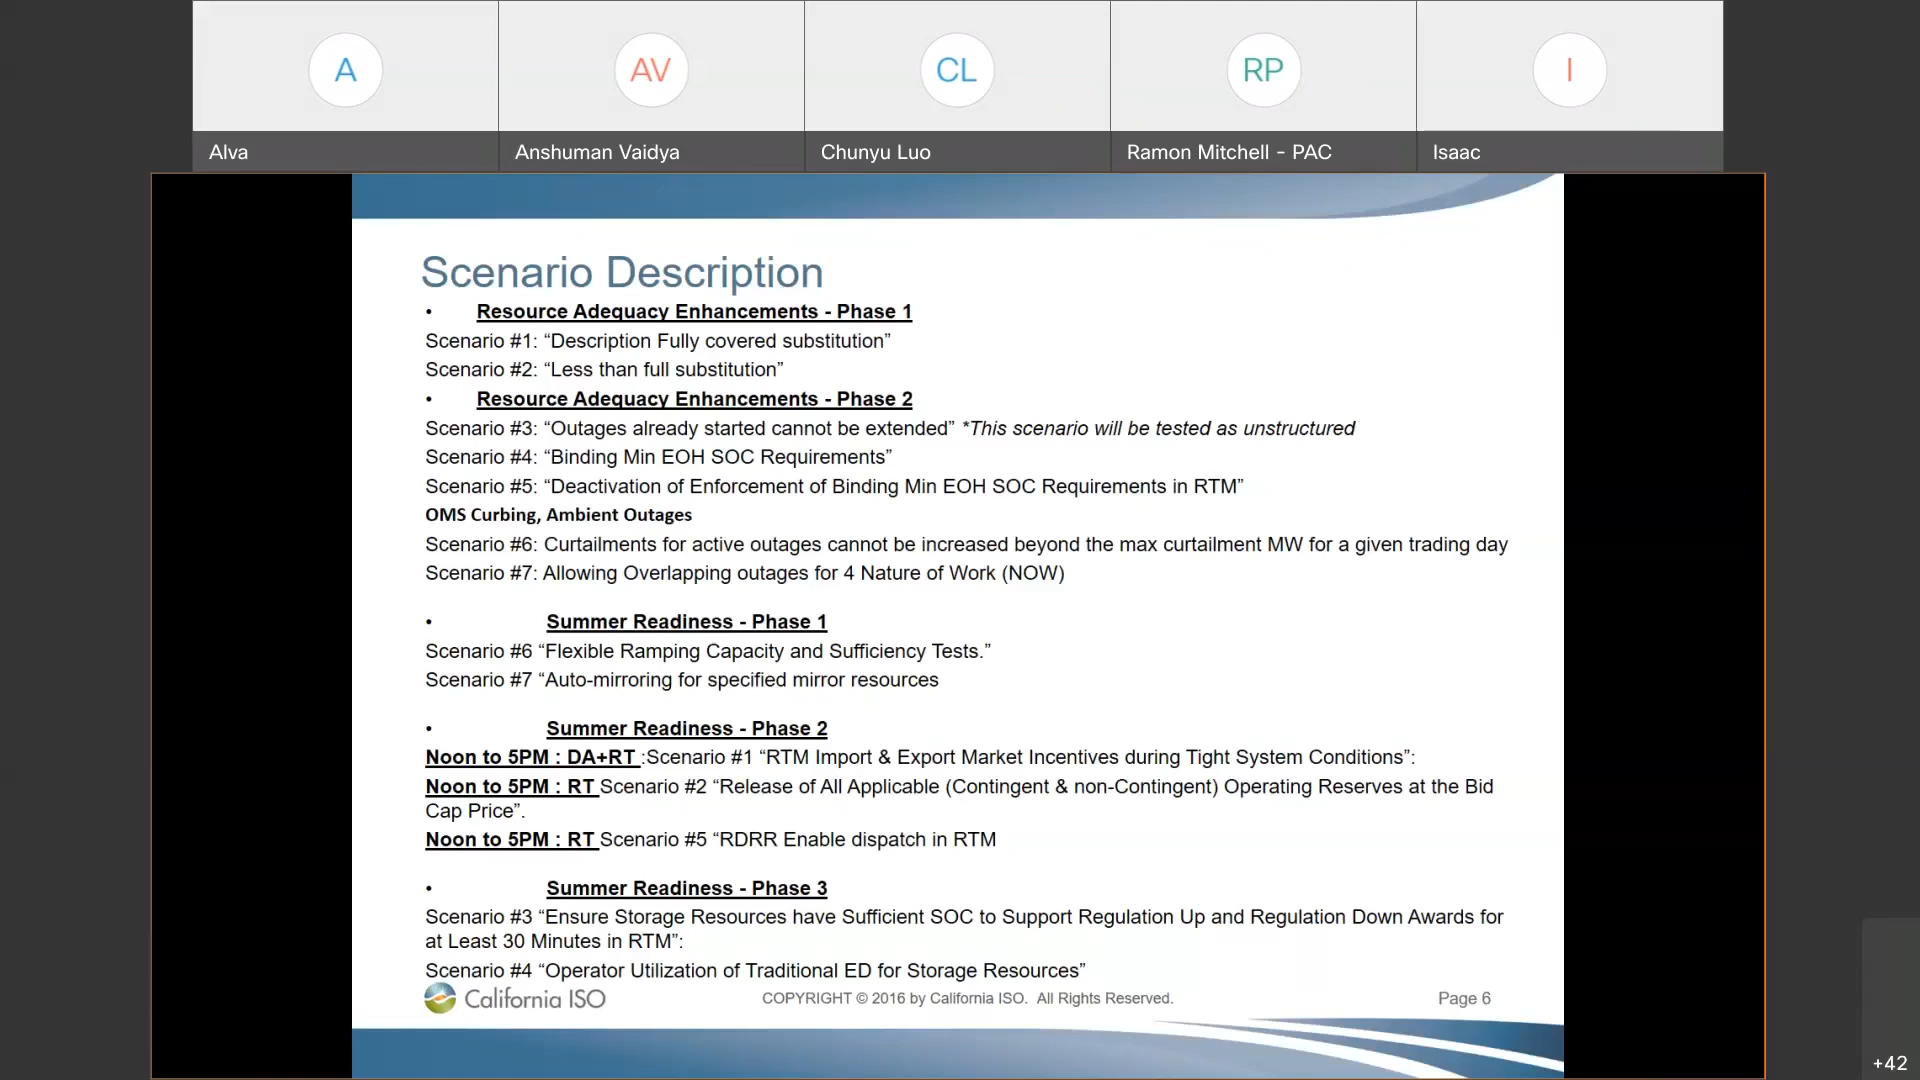 A
AV
CL
RP
I
Alva
Anshuman Vaidya
Chunyu Luo
Ramon Mitchell - PAC
Isaac
Scenario Description
• Resource Adequacy Enhancements - Phase 1
Scenario #1: “Description Fully covered substitution”
Scenario #2: “Less than full substitution”
• Resource Adequacy Enhancements - Phase 2
Scenario #3: “Outages already started cannot be extended” *This scenario will be tested as unstructured
Scenario #4: “Binding Min EOH SOC Requirements”
Scenario #5: “Deactivation of Enforcement of Binding Min EOH SOC Requirements in RTM”
OMS Curbing, Ambient Outages
Scenario #6: Curtailments for active outages cannot be increased beyond the max curtailment MW for a given trading day
Scenario #7: Allowing Overlapping outages for 4 Nature of Work (NOW)
• Summer Readiness - Phase 1
Scenario #6 “Flexible Ramping Capacity and Sufficiency Tests.”
Scenario #7 “Auto-mirroring for specified mirror resources
• Summer Readiness - Phase 2
Noon to 5PM : DA+RT :Scenario #1 “RTM Import & Export Market Incentives during Tight System Conditions”:
Noon to 5PM : RT Scenario #2 “Release of All Applicable (Contingent & non-Contingent) Operating Reserves at the Bid
Cap Price”.
Noon to 5PM : RT Scenario #5 “RDRR Enable dispatch in RTM
• Summer Readiness - Phase 3
Scenario #3 “Ensure Storage Resources have Sufficient SOC to Support Regulation Up and Regulation Down Awards for
at Least 30 Minutes in RTM”:
Scenario #4 “Operator Utilization of Traditional ED for Storage Resources”
California ISO
COPYRIGHT © 2016 by California ISO. All Rights Reserved.
Page 6
+42